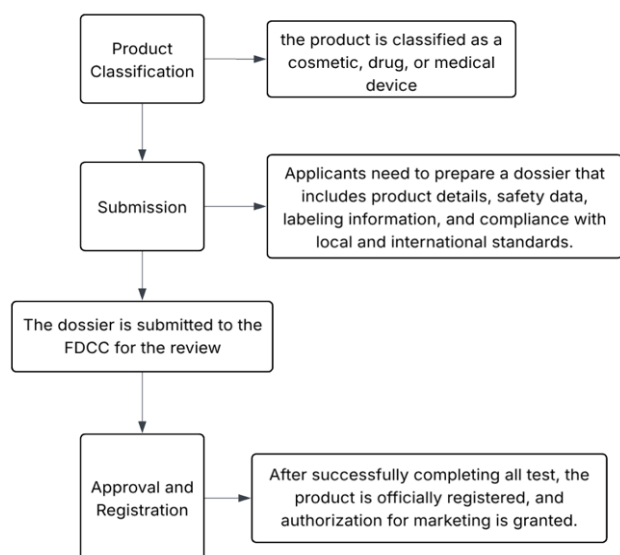 Product
Classification
the product is classified as a
cosmetic, drug, or medical
device
Submission
Applicants need to prepare a dossier that
includes product details, safety data,
labeling information, and compliance with
local and international standards.
The dossier is submitted to the
FDCC for the review
Approval and
Registration
After successfully completing all test, the
product is officially registered, and
authorization for marketing is granted.